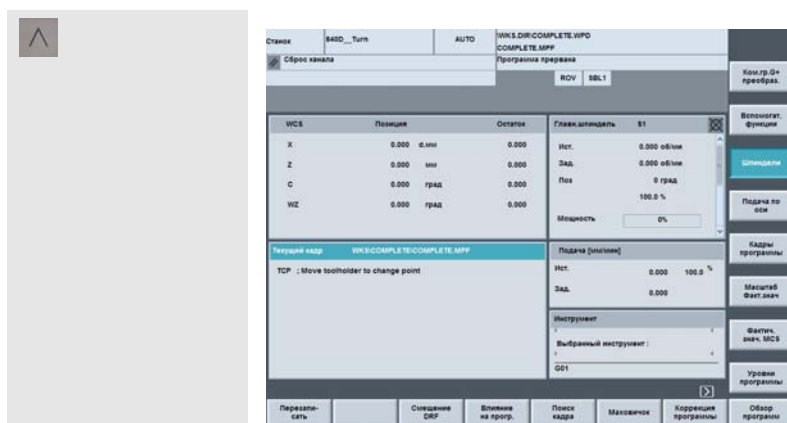 Станок 840D__Turn AUTO \WKS.DIR\COMPLETE.WPD
COMPLETE.MPF
Сброс канала Программа прервана
ROV SBL1
WCS Позиция Остаток
X 0.000 d.мм 0.000
Z 0.000 мм 0.000
C 0.000 град 0.000
WZ 0.000 град 0.000
Главн.шпиндель S1
Ист. 0.000 об/мин
Зад. 0.000 об/мин
Поз 0 град
100.0 %
Мощность 0%
Текущий кадр WKS\COMPLETE\COMPLETE.MPF
TCP ; Move toolholder to change point
Подача [мм/мин]
Ист. 0.000 100.0 %
Зад. 0.000
Инструмент
Выбранный инструмент :
G01
Ком.гр.G+
преобраз.
Вспомогат.
функции
Шпиндели
Подача по
оси
Кадры
программы
Масштаб
Факт.знач
Фактич.
знач. MCS
Уровни
программы
Перезапи-
сать
Смещение
DRF
Влияние
на прогр.
Поиск
кадра
Маховичок
Коррекция
программы
Обзор
программ